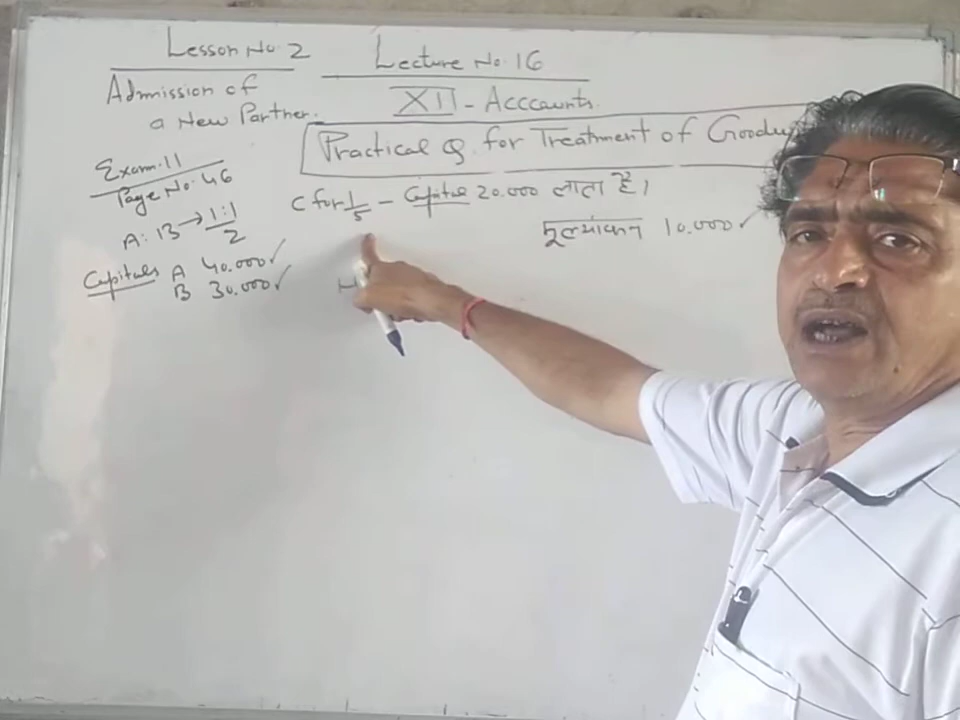 Lesson No. 2
Lecture No. 16
Admission of
a New Partner.
XII - Acccounts.
Practical Q. for Treatment of
Exam. 11
Page No. 46
A:B → 1:1
2
Capitals A 40.000 ✓
B 30.000 ✓
C for 1/5 - Capital 20.000 लाता है।
मूल्यांकन 10.000 ✓